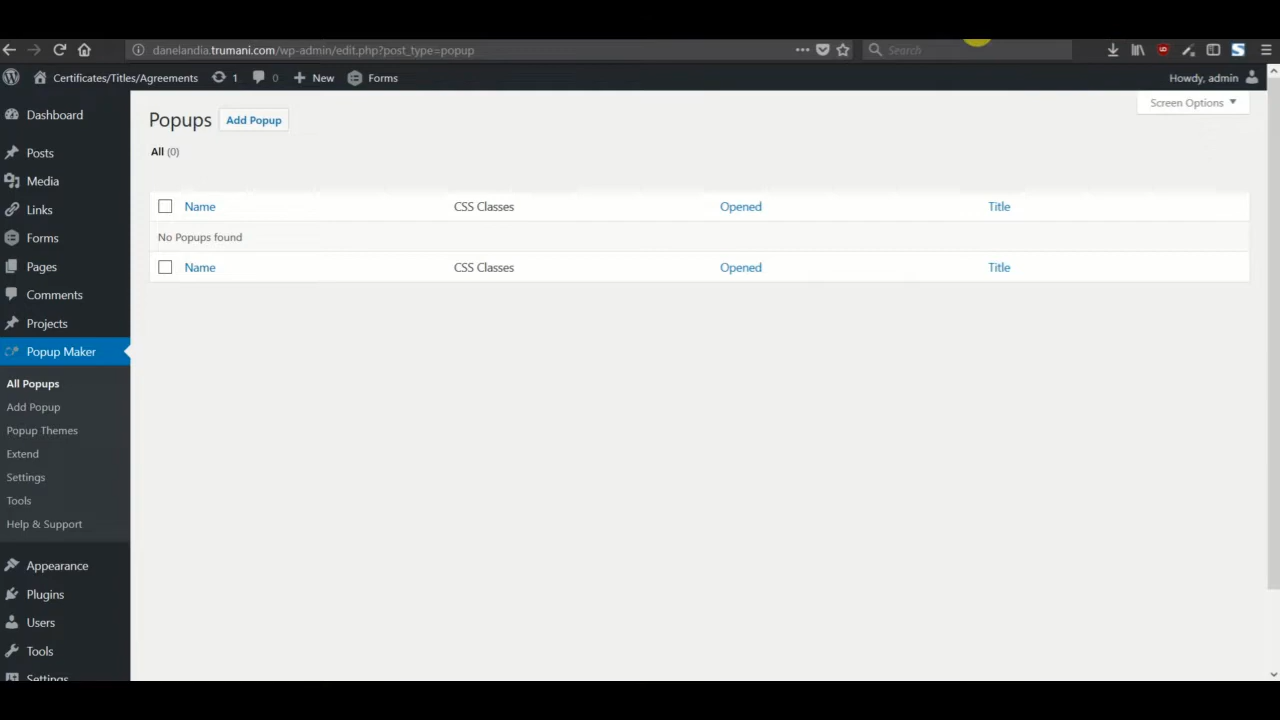 danelandia.trumani.com/wp-admin/edit.php?post_type=popup
Search
Certificates/Titles/Agreements
1
0
New
Forms
Howdy, admin
Dashboard
Posts
Media
Links
Forms
Pages
Comments
Projects
Popup Maker
All Popups
Add Popup
Popup Themes
Extend
Settings
Tools
Help & Support
Appearance
Plugins
Users
Tools
Settings
Screen Options
Popups Add Popup
All (0)
Name CSS Classes Opened Title
No Popups found
Name CSS Classes Opened Title